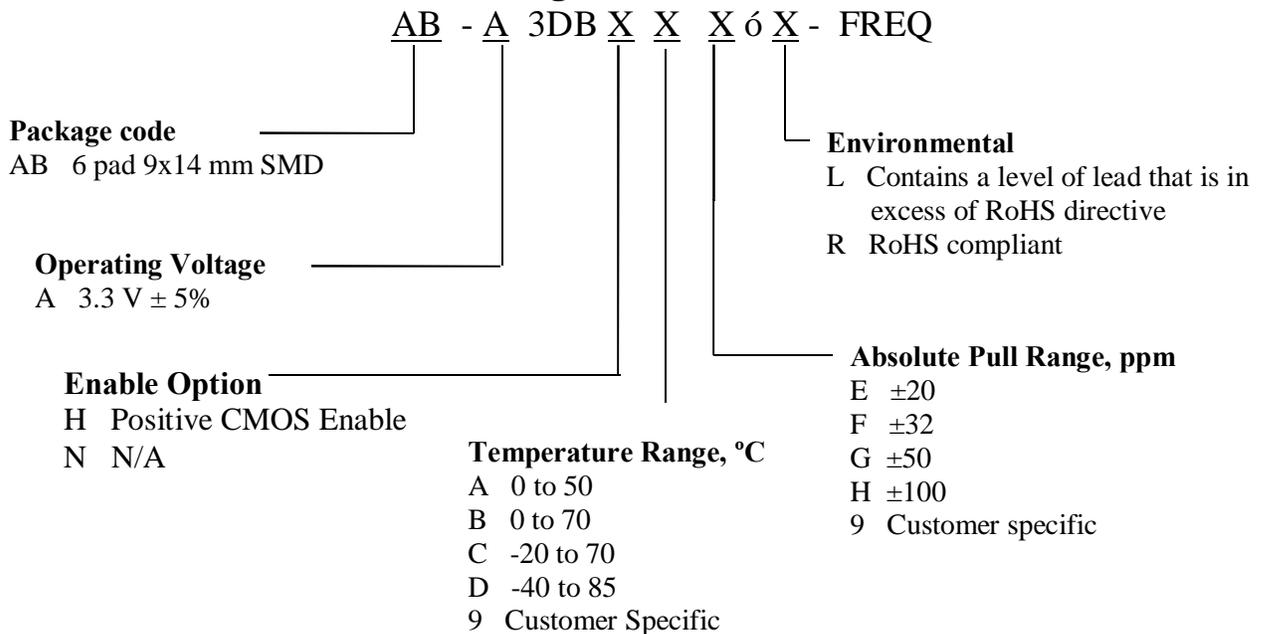 AB - A 3DB X X X ó X - FREQ
Package code
AB 6 pad 9x14 mm SMD
Operating Voltage
A 3.3 V ± 5%
Enable Option
H Positive CMOS Enable
N N/A
Temperature Range, ºC
A 0 to 50
B 0 to 70
C -20 to 70
D -40 to 85
9 Customer Specific
Absolute Pull Range, ppm
E ±20
F ±32
G ±50
H ±100
9 Customer specific
Environmental
L Contains a level of lead that is in
excess of RoHS directive
R RoHS compliant